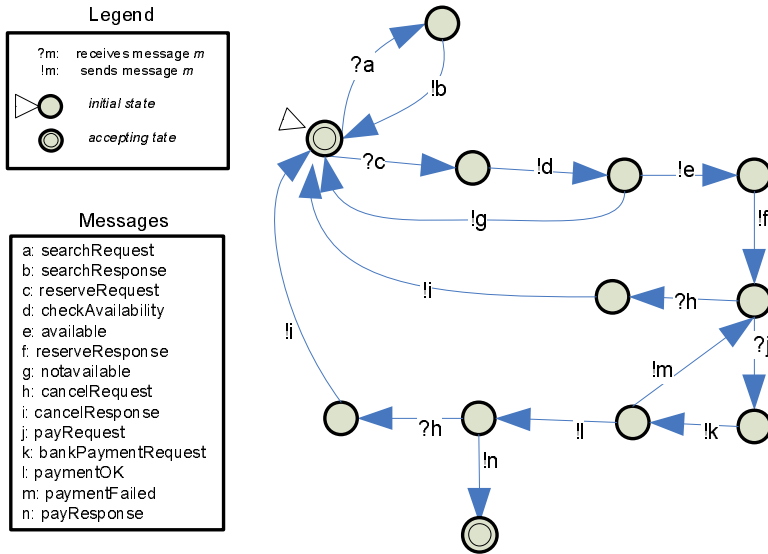 Legend
?m: receives message m
!m: sends message m
initial state
accepting tate
Messages
a: searchRequest
b: searchResponse
c: reserveRequest
d: checkAvailability
e: available
f: reserveResponse
g: notavailable
h: cancelRequest
i: cancelResponse
j: payRequest
k: bankPaymentRequest
l: paymentOK
m: paymentFailed
n: payResponse
?a
!b
?c
!d
!e
!g
!f
!i
?h
!i
!m
?j
?h
!l
!k
!n